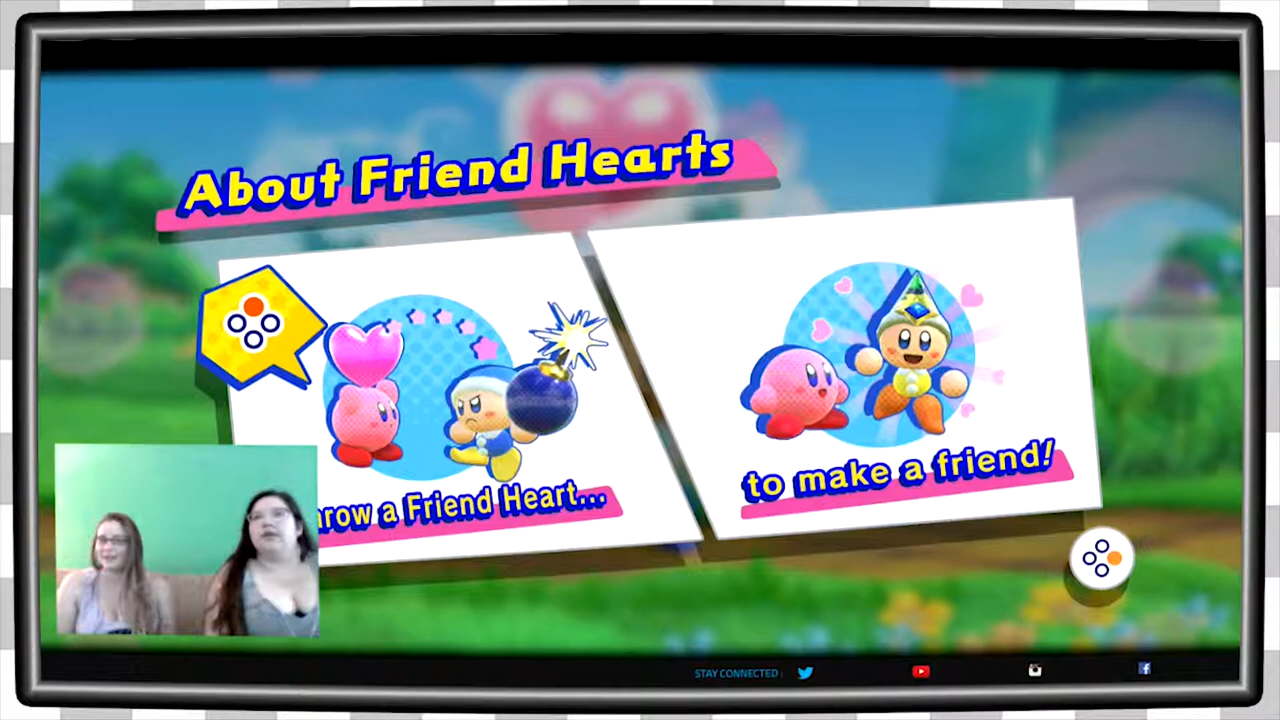 About Friend Hearts
row a Friend Heart...
to make a friend!
STAY CONNECTED